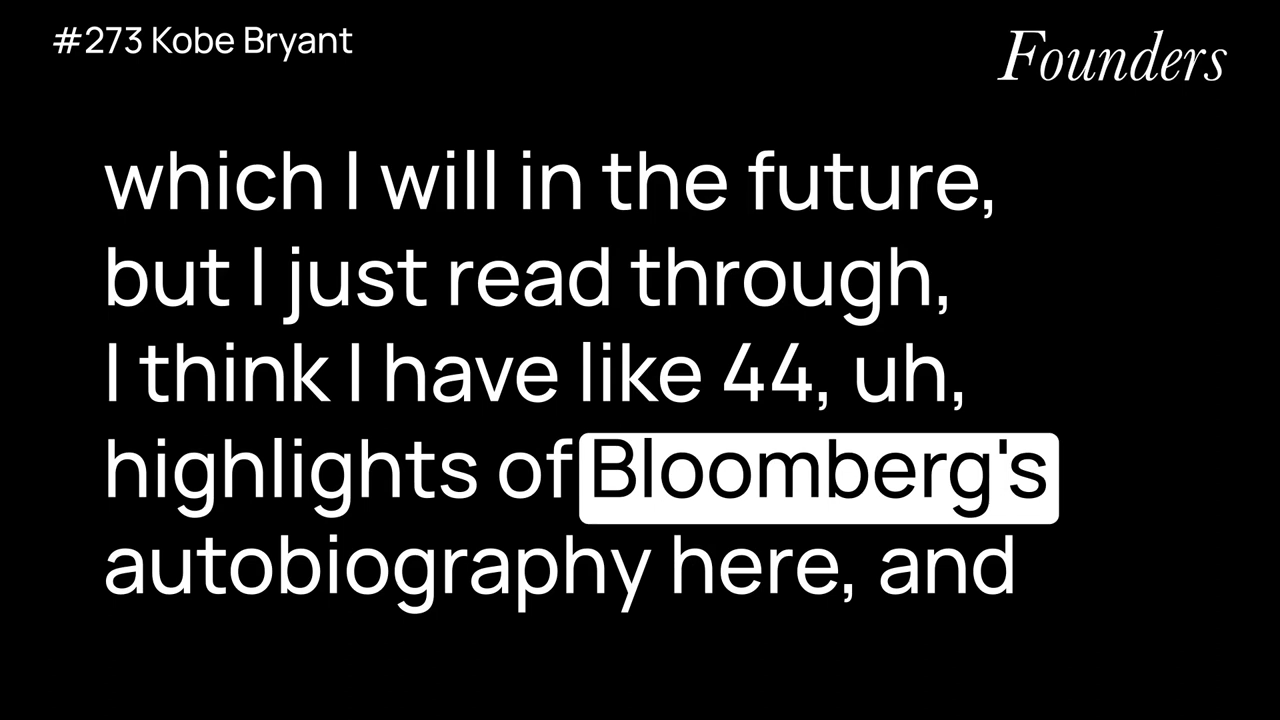 #273 Kobe Bryant
Founders
which I will in the future,
but I just read through,
I think I have like 44, uh,
highlights of Bloomberg's
autobiography here, and